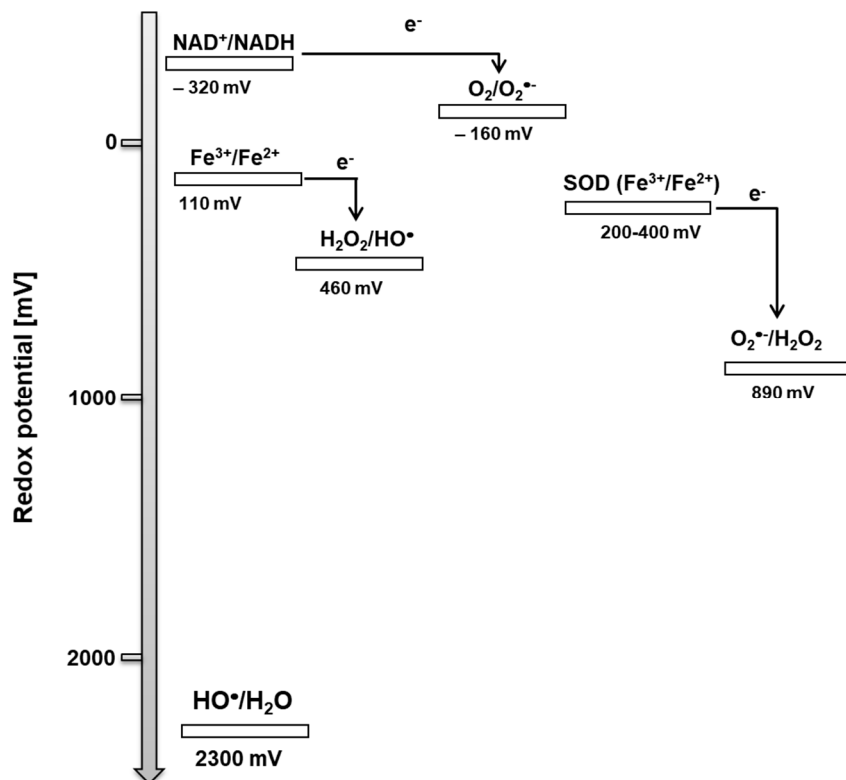 e⁻
NAD⁺/NADH
– 320 mV
O₂/O₂•⁻
– 160 mV
0
Fe³⁺/Fe²⁺
e⁻
110 mV
SOD (Fe³⁺/Fe²⁺)
e⁻
200-400 mV
H₂O₂/HO•
460 mV
O₂•⁻/H₂O₂
890 mV
1000
Redox potential [mV]
2000
HO•/H₂O
2300 mV